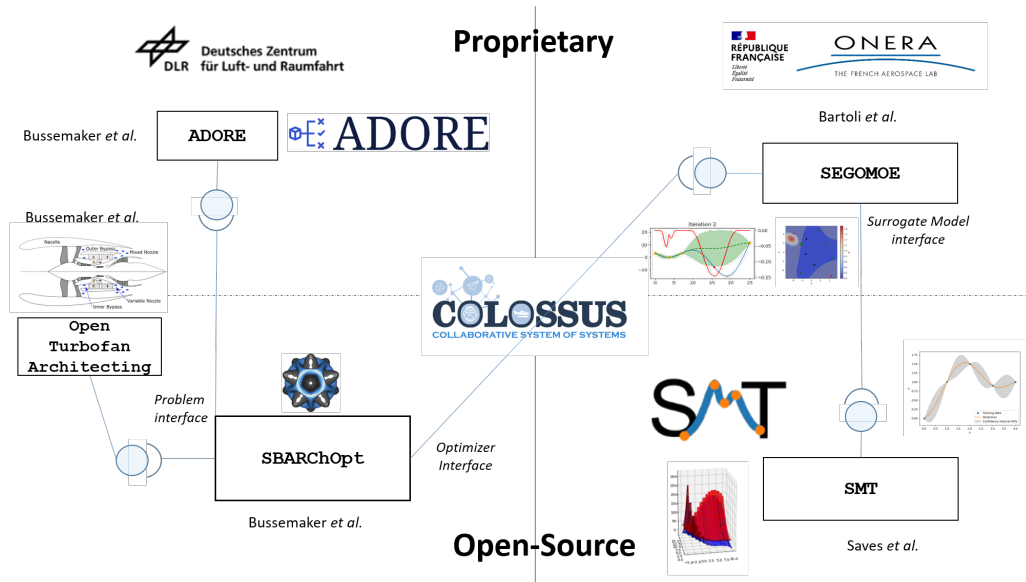 Proprietary
Deutsches Zentrum
DLR für Luft- und Raumfahrt
RÉPUBLIQUE
FRANÇAISE
Liberté
Égalité
Fraternité
ONERA
THE FRENCH AEROSPACE LAB
Bussemaker et al.
ADORE
ADORE
Bartoli et al.
SEGOMOE
Bussemaker et al.
Nacelle
Outer Bypass
Mixed Nozzle
Variable Nozzle
Inner Bypass
Surrogate Model
interface
Iteration 2
COLOSSUS
COLLABORATIVE SYSTEM OF SYSTEMS
Open
Turbofan
Architecting
Problem
interface
SBARChOpt
Optimizer
Interface
Bussemaker et al.
SMT
Training data
Prediction
Confidence interval 99%
SMT
Saves et al.
Open-Source